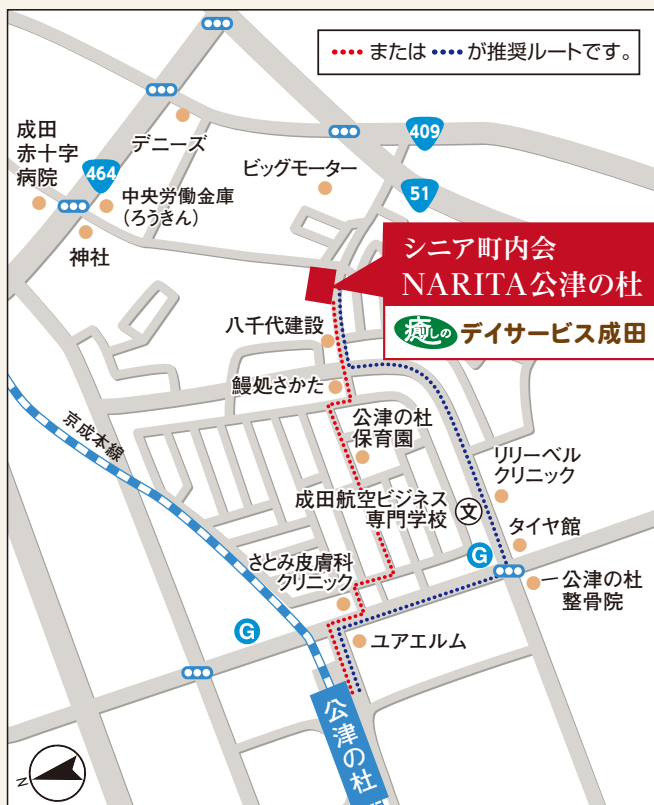 または が推奨ルートです。
409
デニーズ
成田
赤十字
病院
464
ビッグモーター
中央労働金庫
(ろうきん)
51
神社
シニア町内会
NARITA公津の杜
癒しの デイサービス成田
八千代建設
鰻処さかた
京成本線
公津の杜
保育園
リリーベル
クリニック
成田航空ビジネス
専門学校
文
タイヤ館
G
さとみ皮膚科
クリニック
公津の杜
整骨院
G
ユアエルム
公津の杜
N